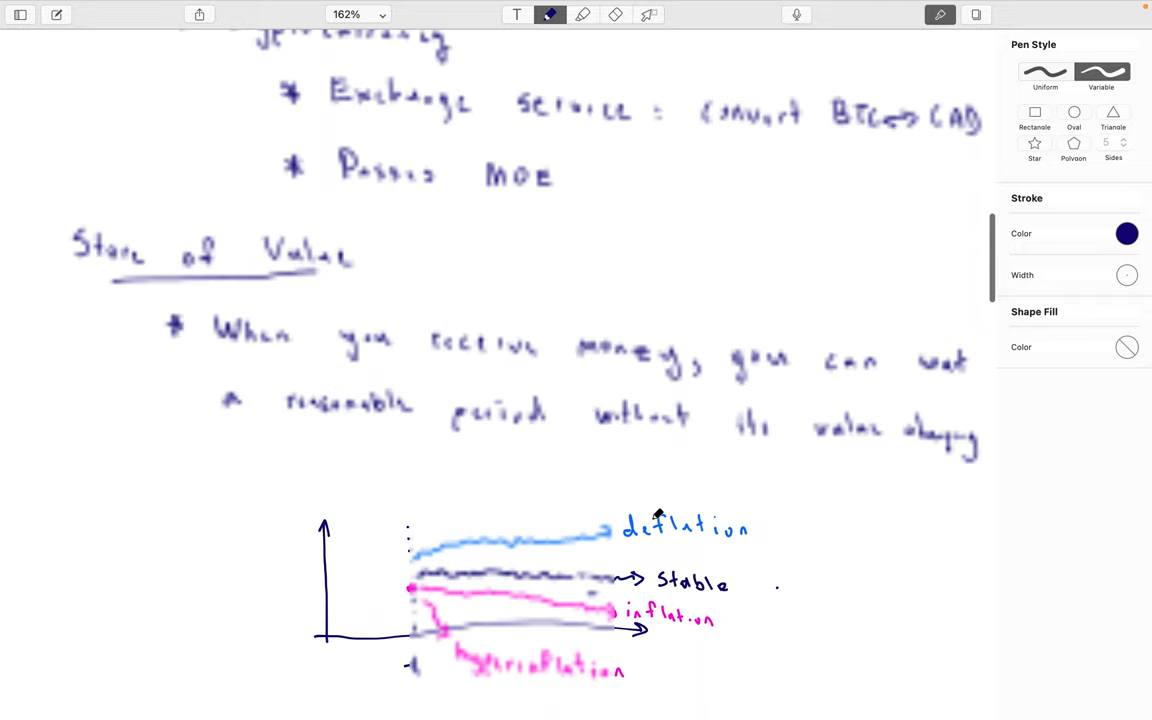 162%
T
Pen Style
Uniform Variable
Rectangle Oval Triangle
Star Polygon 5 Sides
Stroke
Color
Width
Shape Fill
Color
* Exchange service : convert BTC ↔ CAD
* Passes MOE
Store of Value
* When you receive money, you can wait
a reasonable period without its value changing
deflation
stable
inflation
hyperinflation
t